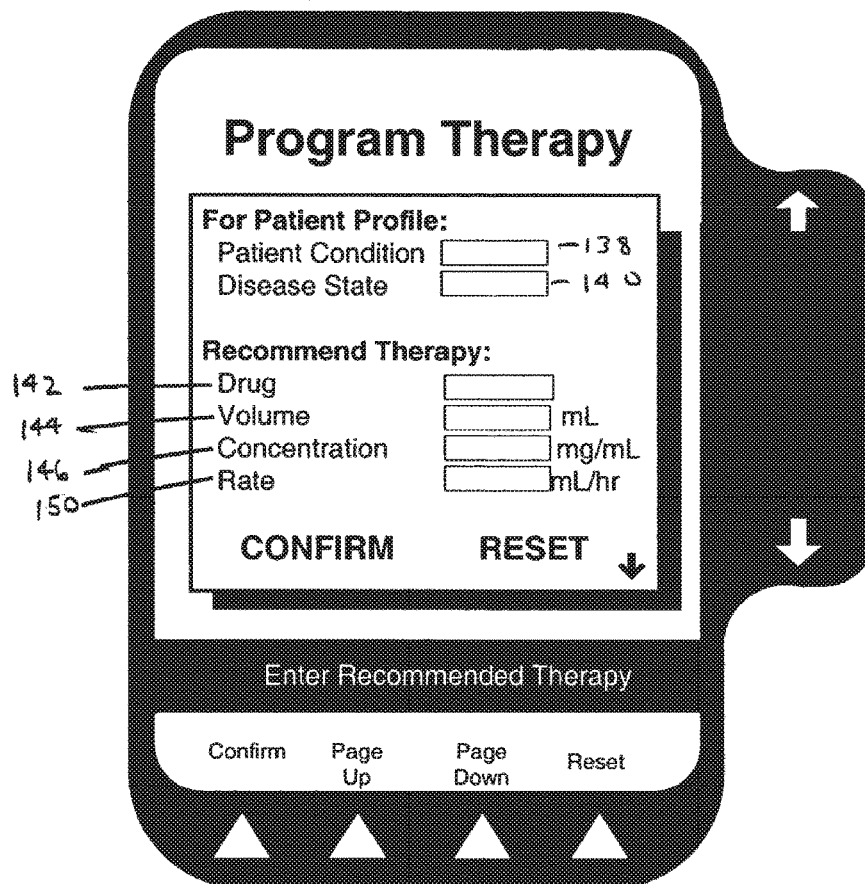 Program Therapy
For Patient Profile:
Patient Condition 138
Disease State 140
Recommend Therapy:
142 Drug
144 Volume mL
146 Concentration mg/mL
150 Rate mL/hr
CONFIRM RESET
Enter Recommended Therapy
Confirm Page Up Page Down Reset